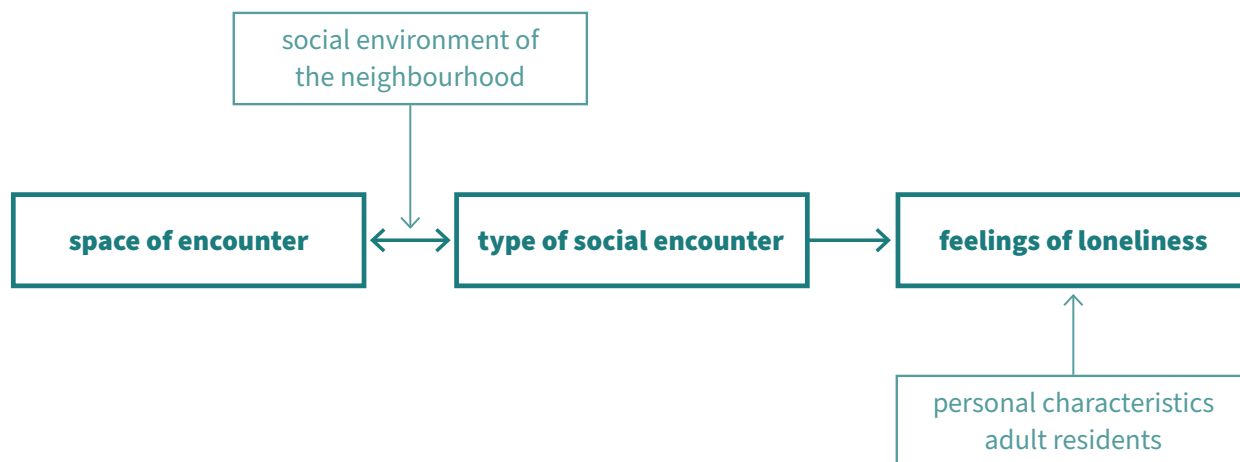 social environment of
the neighbourhood
space of encounter
type of social encounter
feelings of loneliness
personal characteristics
adult residents